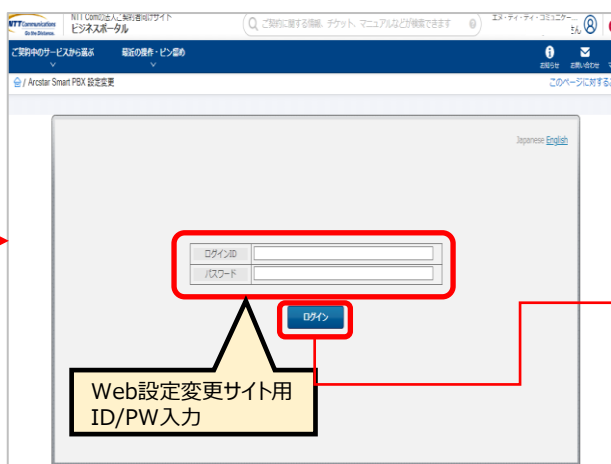 NTT Communications
Go the Distance.
NTT Comの法人ご契約者向けサイト
ビジネスポータル
ご契約に関する情報、チケット、マニュアルなどが検索できます
エヌ・ティ・ティ・コミュニケー...
さん
ご契約中のサービスから選ぶ
最近の操作・ピン留め
お知らせ
お問い合わせ
/ Arcstar Smart PBX 設定変更
このページに対する
Japanese English
ログインID
パスワード
ログイン
Web設定変更サイト用
ID/PW入力